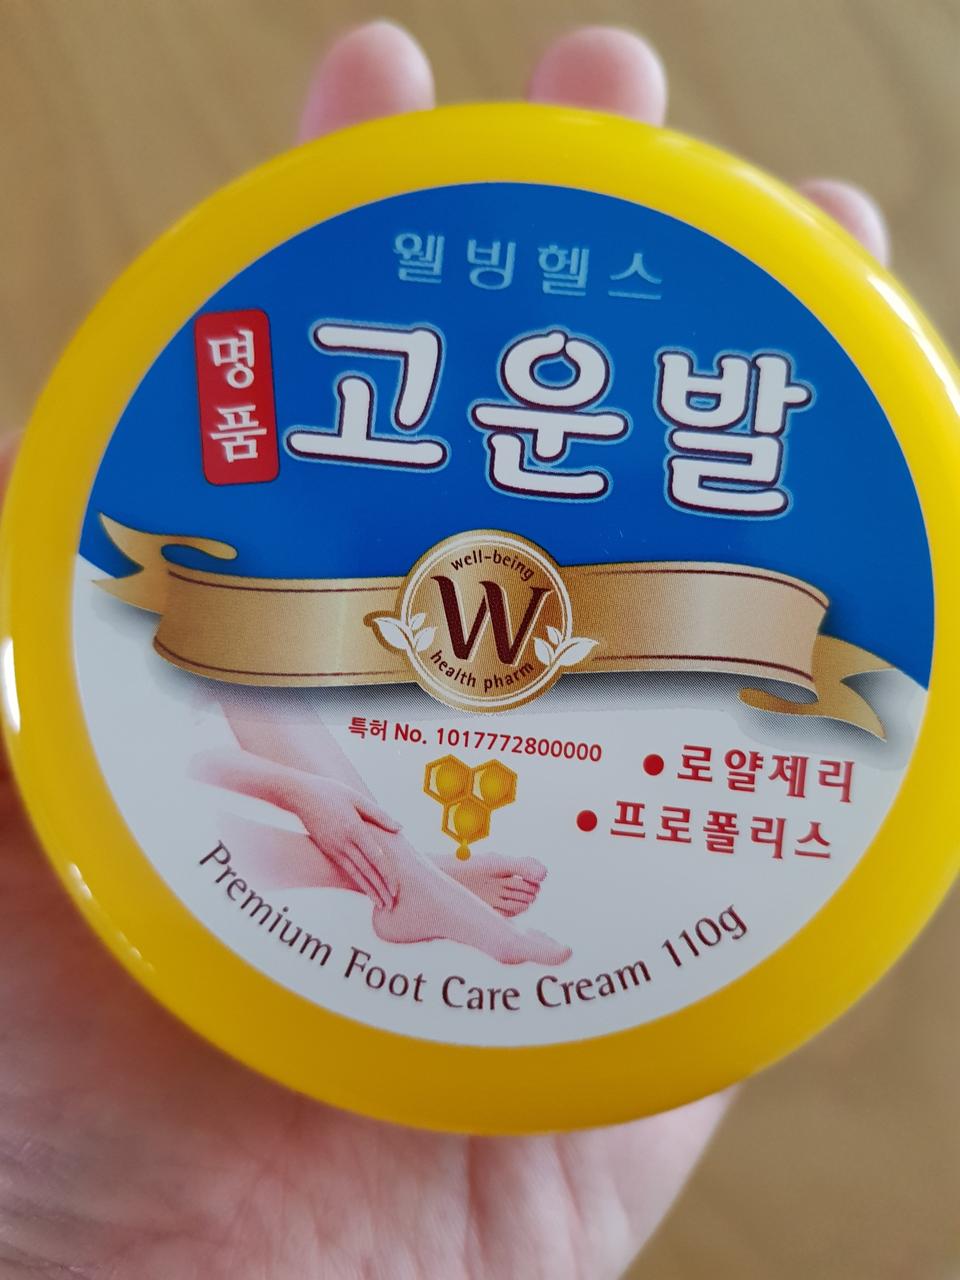 웰빙헬스
명품
고운발
well-being
W
health pharm
특허 No. 1017772800000
• 로얄제리
• 프로폴리스
Premium Foot Care Cream 110g